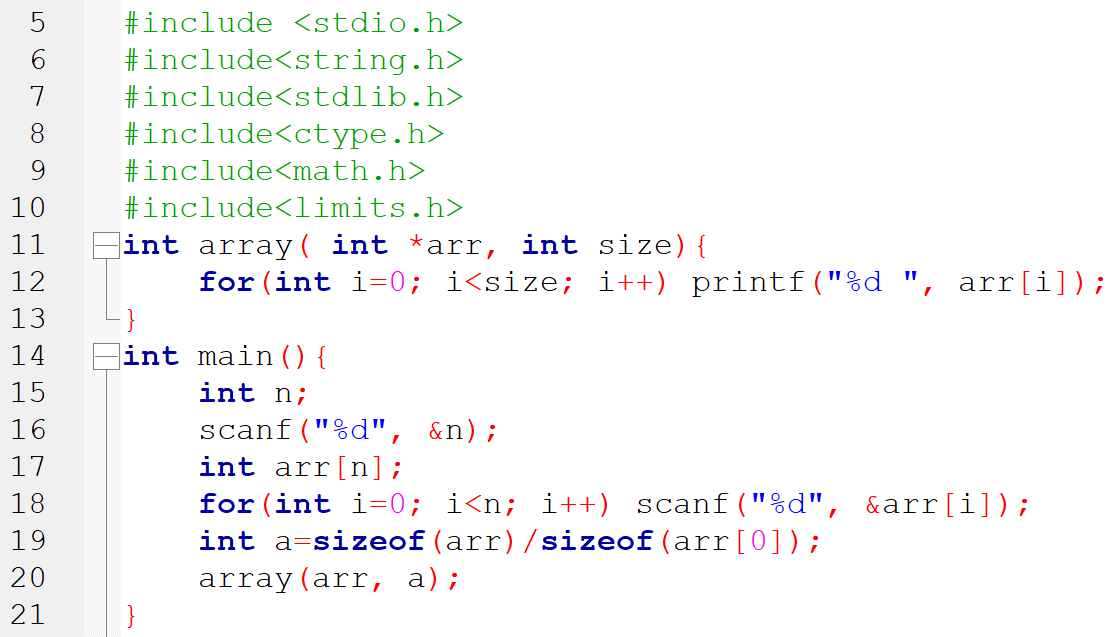 5 #include <stdio.h>
6 #include<string.h>
7 #include<stdlib.h>
8 #include<ctype.h>
9 #include<math.h>
10 #include<limits.h>
11 int array( int *arr, int size){
12 for(int i=0; i<size; i++) printf("%d ", arr[i]);
13 }
14 int main(){
15 int n;
16 scanf("%d", &n);
17 int arr[n];
18 for(int i=0; i<n; i++) scanf("%d", &arr[i]);
19 int a=sizeof(arr)/sizeof(arr[0]);
20 array(arr, a);
21 }